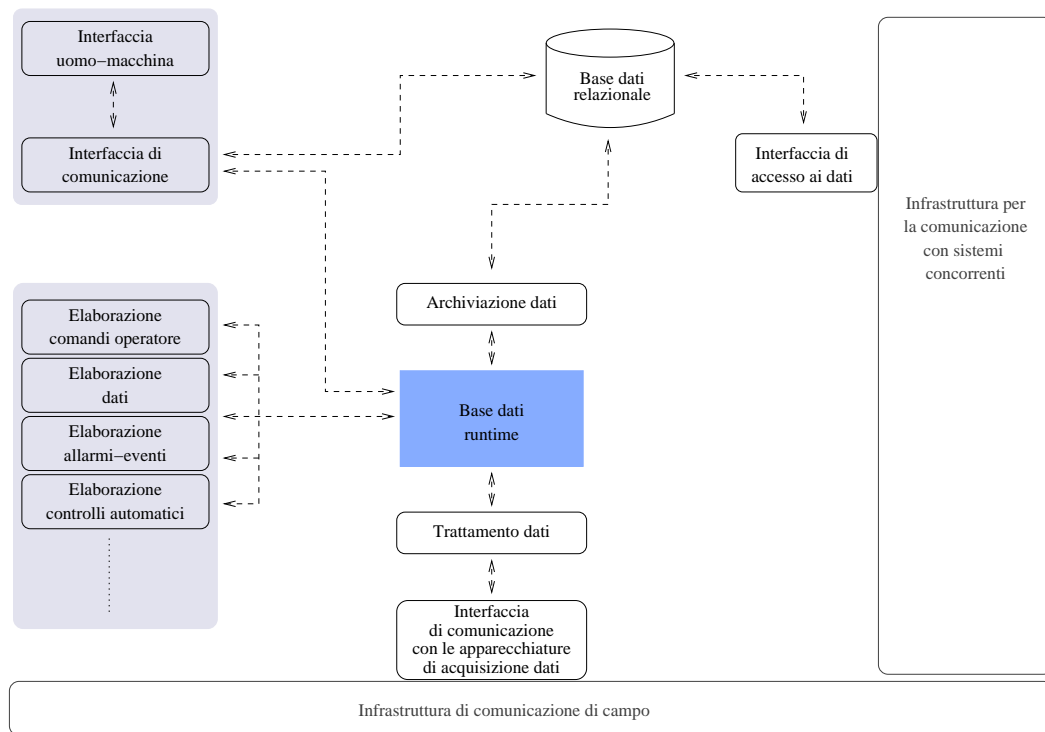 Interfaccia
uomo−macchina
Interfaccia di
comunicazione
Base dati
relazionale
Interfaccia di
accesso ai dati
Infrastruttura per
la comunicazione
con sistemi
concorrenti
Archiviazione dati
Elaborazione
comandi operatore
Elaborazione
dati
Elaborazione
allarmi−eventi
Elaborazione
controlli automatici
Base dati
runtime
Trattamento dati
Interfaccia
di comunicazione
con le apparecchiature
di acquisizione dati
Infrastruttura di comunicazione di campo